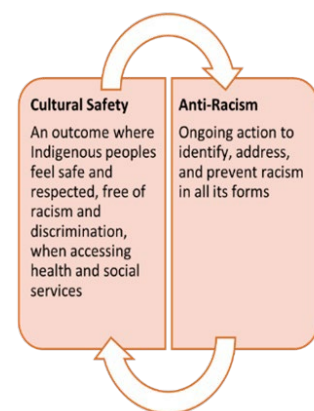 Cultural Safety
An outcome where
Indigenous peoples
feel safe and
respected, free of
racism and
discrimination,
when accessing
health and social
services
Anti-Racism
Ongoing action to
identify, address,
and prevent racism
in all its forms